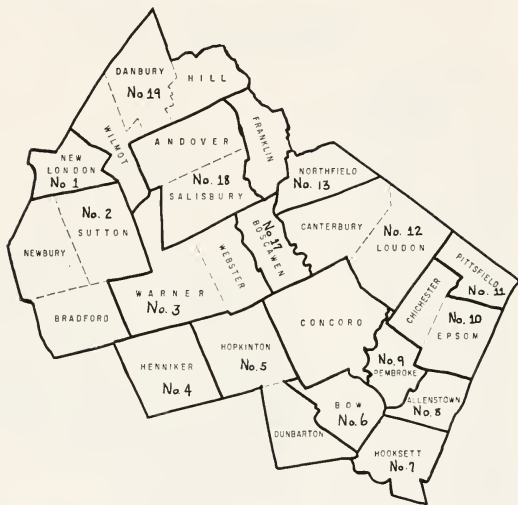 DANBURY
No 19
HILL
WILMOT
ANDOVER
FRANKLIN
NEW
LONDON
No 1
No. 18
SALISBURY
NORTHFIELD
No. 13
No. 2
SUTTON
No. 17
BOSCAWEN
CANTERBURY
No. 12
LOUDON
NEWBURY
WEBSTER
PITTSFIELD
No. 11
CHICHESTER
WARNER
No. 3
BRADFORD
CONCORD
No. 10
EPSOM
HOPKINTON
No. 5
HENNIKER
No. 4
No. 9
PEMBROKE
ALLENSTOWN
No. 8
BOW
No. 6
DUNBARTON
HOOKSETT
No. 7